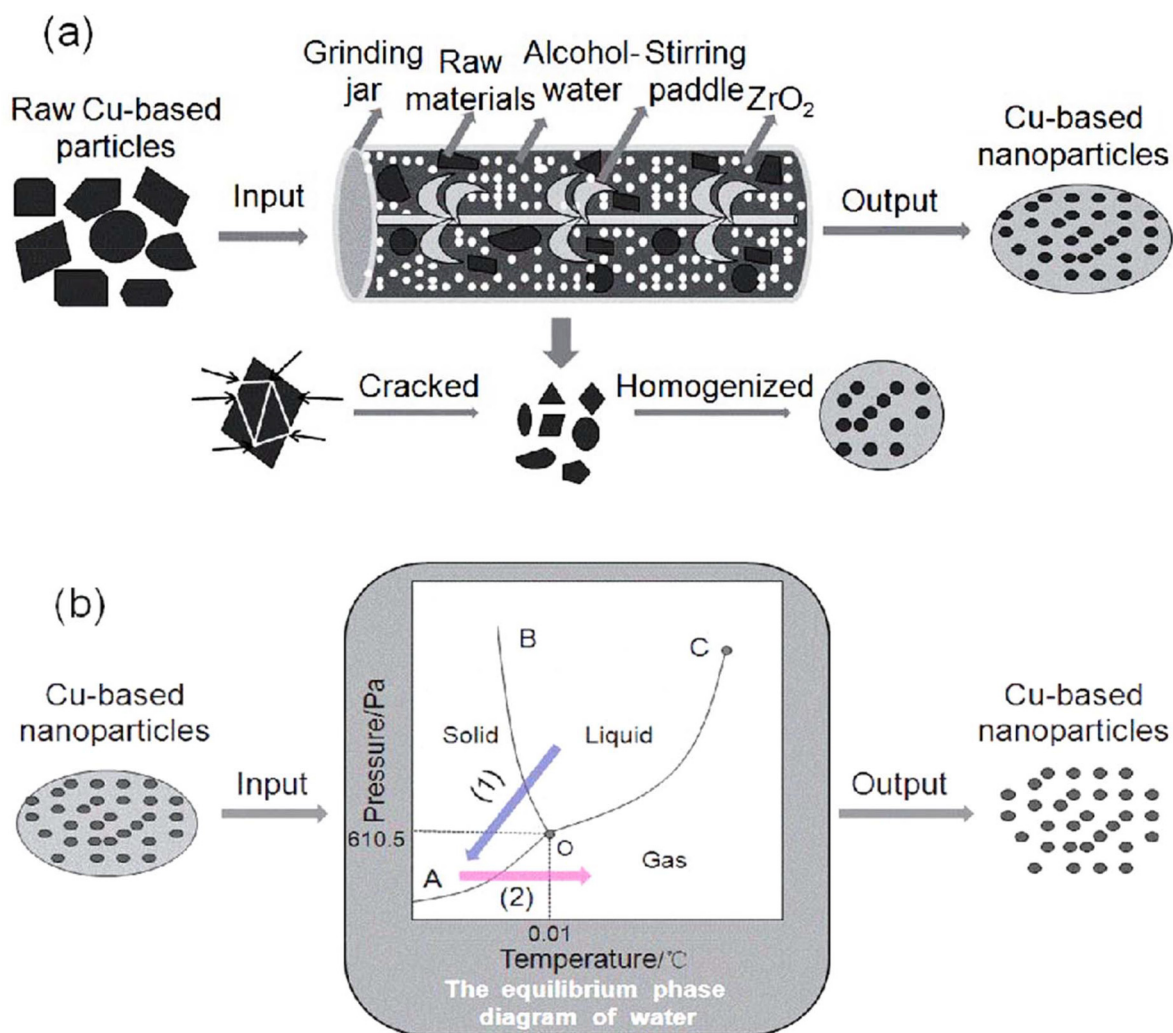 (a)
Raw Cu-based
particles
Grinding
jar
Raw
materials
Alcohol-
water
Stirring
paddle
ZrO₂
Cu-based
nanoparticles
Input
Output
Cracked
Homogenized
(b)
Cu-based
nanoparticles
Input
Pressure/Pa
610.5
B
C
Solid
Liquid
(1)
O
A
(2)
Gas
0.01
Temperature/℃
The equilibrium phase
diagram of water
Output
Cu-based
nanoparticles